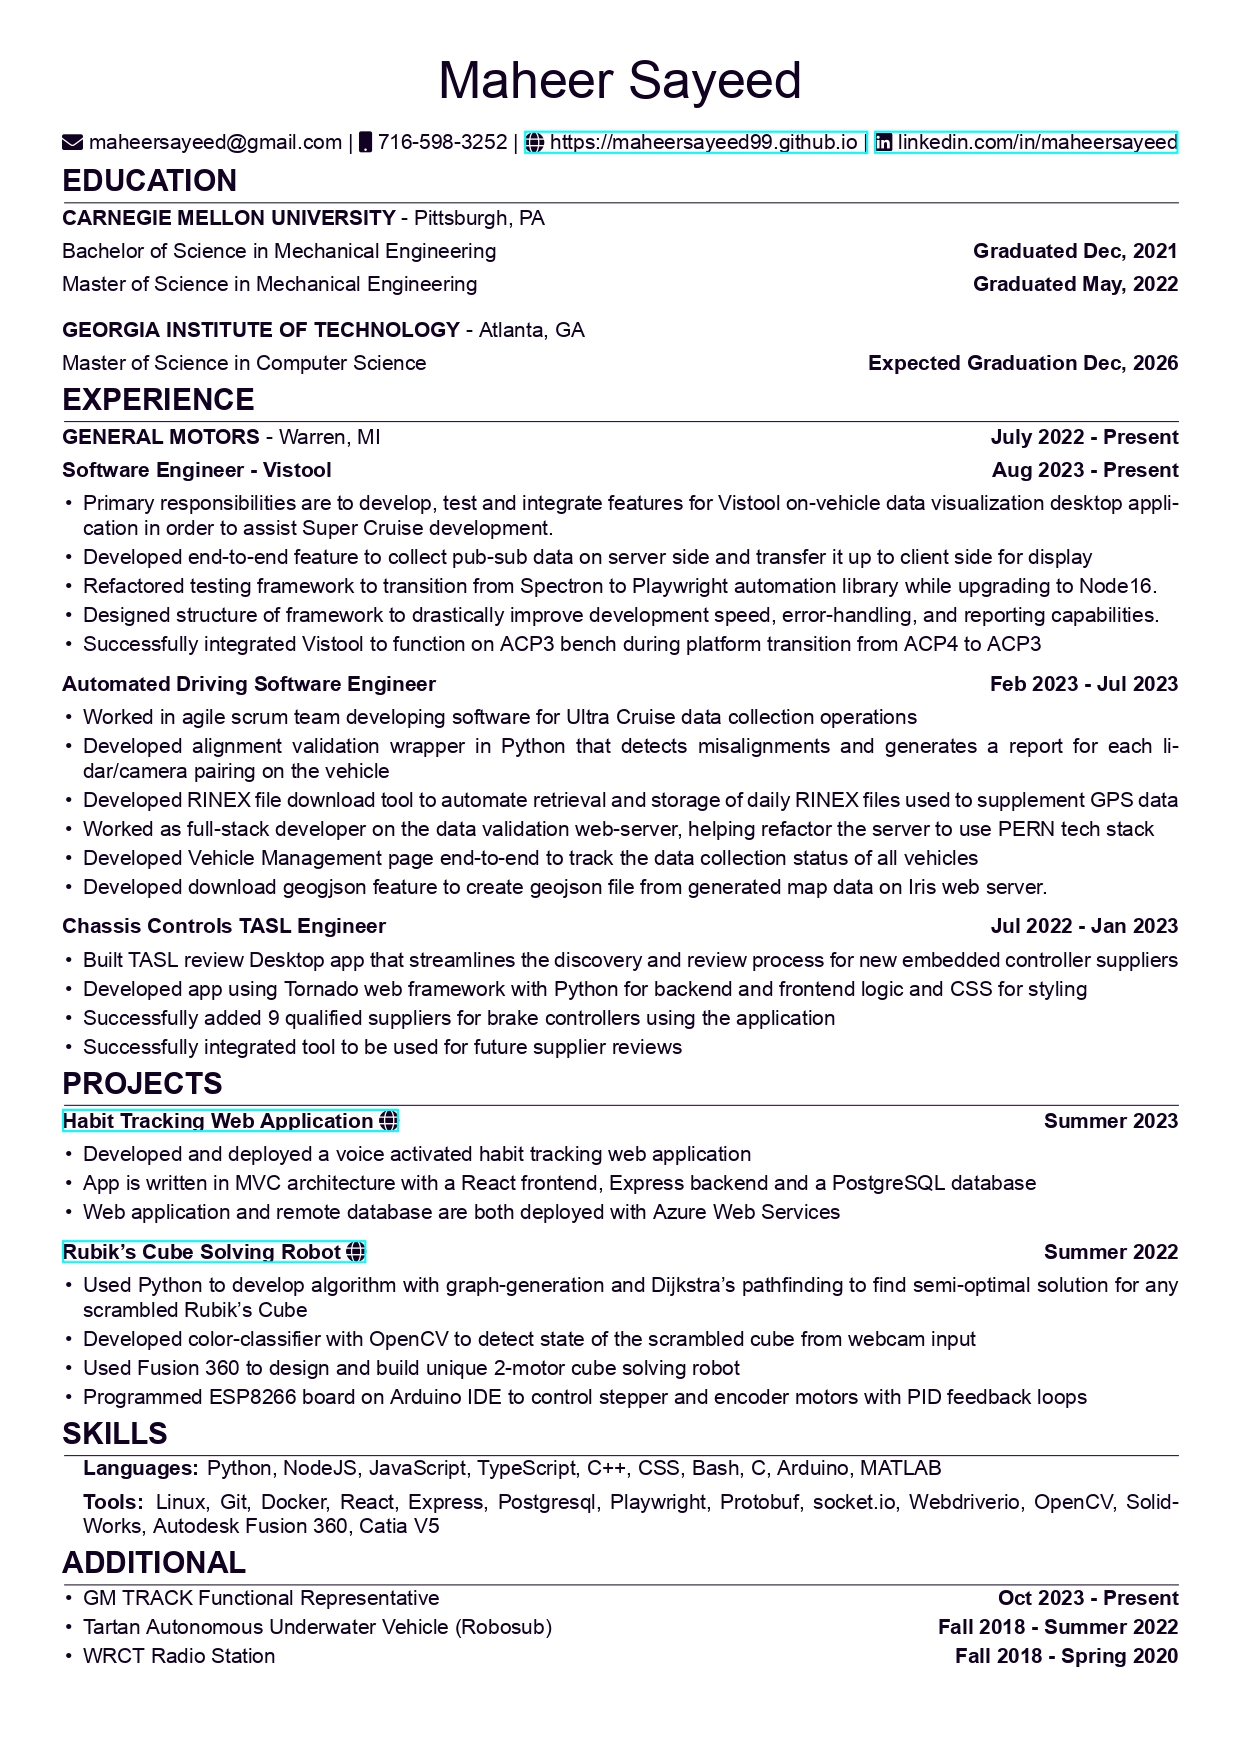 Maheer Sayeed
maheersayeed@gmail.com | 716-598-3252 | https://maheersayeed99.github.io | linkedin.com/in/maheersayeed
EDUCATION
CARNEGIE MELLON UNIVERSITY - Pittsburgh, PA
Bachelor of Science in Mechanical Engineering Graduated Dec, 2021
Master of Science in Mechanical Engineering Graduated May, 2022
GEORGIA INSTITUTE OF TECHNOLOGY - Atlanta, GA
Master of Science in Computer Science Expected Graduation Dec, 2026
EXPERIENCE
GENERAL MOTORS - Warren, MI July 2022 - Present
Software Engineer - Vistool Aug 2023 - Present
• Primary responsibilities are to develop, test and integrate features for Vistool on-vehicle data visualization desktop appli-
cation in order to assist Super Cruise development.
• Developed end-to-end feature to collect pub-sub data on server side and transfer it up to client side for display
• Refactored testing framework to transition from Spectron to Playwright automation library while upgrading to Node16.
• Designed structure of framework to drastically improve development speed, error-handling, and reporting capabilities.
• Successfully integrated Vistool to function on ACP3 bench during platform transition from ACP4 to ACP3
Automated Driving Software Engineer Feb 2023 - Jul 2023
• Worked in agile scrum team developing software for Ultra Cruise data collection operations
• Developed alignment validation wrapper in Python that detects misalignments and generates a report for each li-
dar/camera pairing on the vehicle
• Developed RINEX file download tool to automate retrieval and storage of daily RINEX files used to supplement GPS data
• Worked as full-stack developer on the data validation web-server, helping refactor the server to use PERN tech stack
• Developed Vehicle Management page end-to-end to track the data collection status of all vehicles
• Developed download geogjson feature to create geojson file from generated map data on Iris web server.
Chassis Controls TASL Engineer Jul 2022 - Jan 2023
• Built TASL review Desktop app that streamlines the discovery and review process for new embedded controller suppliers
• Developed app using Tornado web framework with Python for backend and frontend logic and CSS for styling
• Successfully added 9 qualified suppliers for brake controllers using the application
• Successfully integrated tool to be used for future supplier reviews
PROJECTS
Habit Tracking Web Application Summer 2023
• Developed and deployed a voice activated habit tracking web application
• App is written in MVC architecture with a React frontend, Express backend and a PostgreSQL database
• Web application and remote database are both deployed with Azure Web Services
Rubik's Cube Solving Robot Summer 2022
• Used Python to develop algorithm with graph-generation and Dijkstra's pathfinding to find semi-optimal solution for any
scrambled Rubik's Cube
• Developed color-classifier with OpenCV to detect state of the scrambled cube from webcam input
• Used Fusion 360 to design and build unique 2-motor cube solving robot
• Programmed ESP8266 board on Arduino IDE to control stepper and encoder motors with PID feedback loops
SKILLS
Languages: Python, NodeJS, JavaScript, TypeScript, C++, CSS, Bash, C, Arduino, MATLAB
Tools: Linux, Git, Docker, React, Express, Postgresql, Playwright, Protobuf, socket.io, Webdriverio, OpenCV, Solid-
Works, Autodesk Fusion 360, Catia V5
ADDITIONAL
• GM TRACK Functional Representative Oct 2023 - Present
• Tartan Autonomous Underwater Vehicle (Robosub) Fall 2018 - Summer 2022
• WRCT Radio Station Fall 2018 - Spring 2020